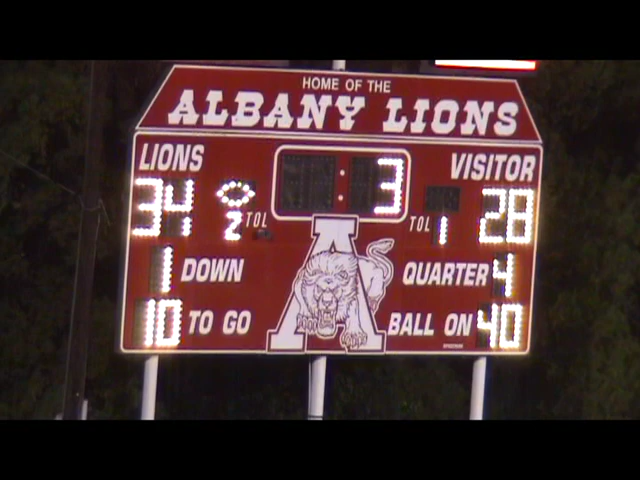 HOME OF THE
ALBANY LIONS
LIONS : 3 VISITOR
34 2 TOL TOL 1 28
1 DOWN A QUARTER 4
10 TO GO BALL ON 40